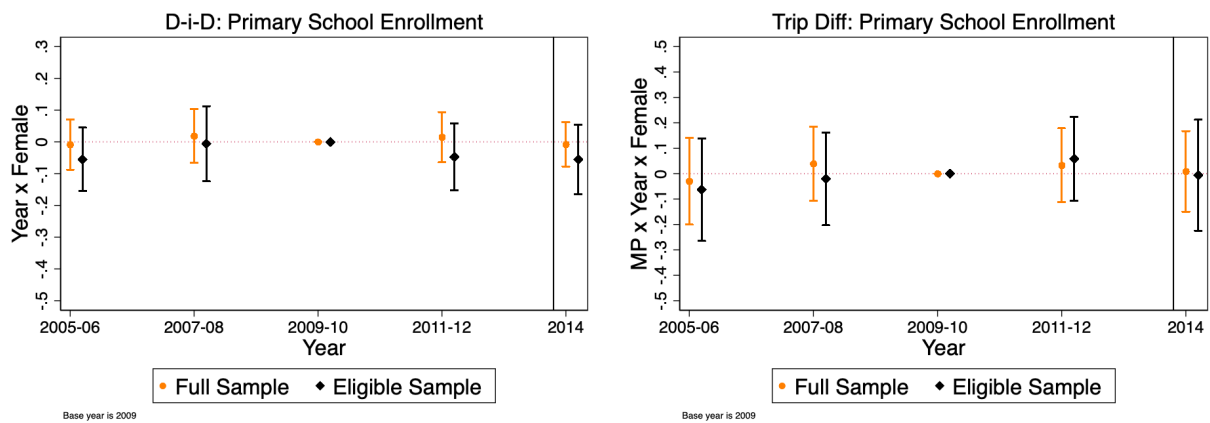 D-i-D: Primary School Enrollment
Year x Female
.3
.2
.1
0
-.1
-.2
-.3
-.4
-.5
2005-06
2007-08
2009-10
2011-12
2014
Year
Full Sample
Eligible Sample
Base year is 2009
Trip Diff: Primary School Enrollment
MP x Year x Female
.5
.4
.3
.2
.1
0
-.1
-.2
-.3
-.4
-.5
2005-06
2007-08
2009-10
2011-12
2014
Year
Full Sample
Eligible Sample
Base year is 2009